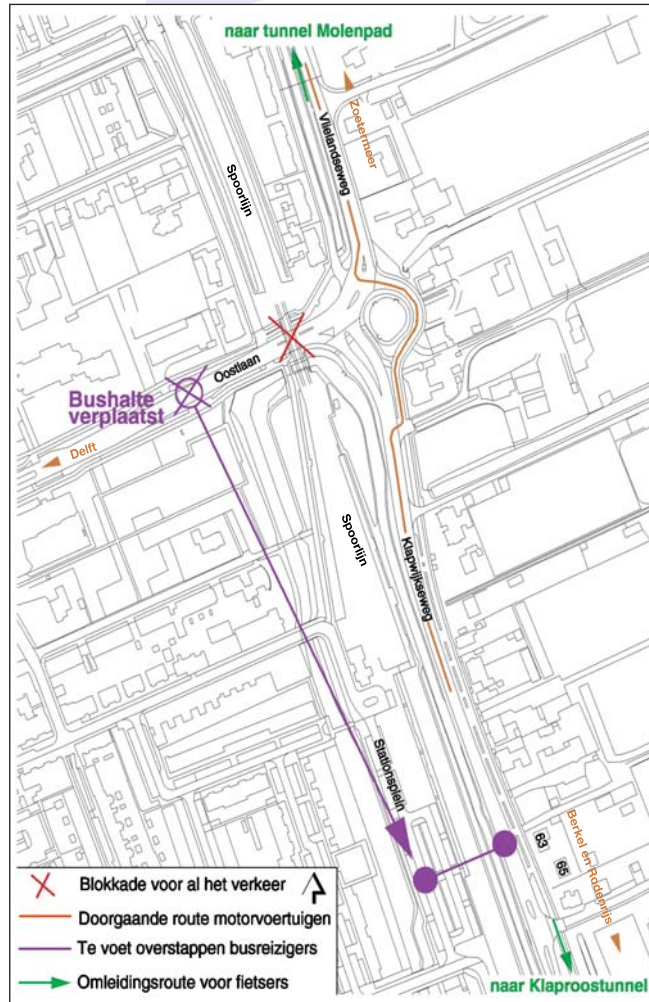 naar tunnel Molenpad
Zoetermeer
Vlielandseweg
Spoorlijn
Oostlaan
Bushalte
verplaatst
Delft
Spoorlijn
Klapwijkseweg
Stationsplein
63
65
Berkel en Rodenrijs
Blokkade voor al het verkeer
Doorgaande route motorvoertuigen
Te voet overstappen busreizigers
Omleidingsroute voor fietsers
naar Klaproostunnel